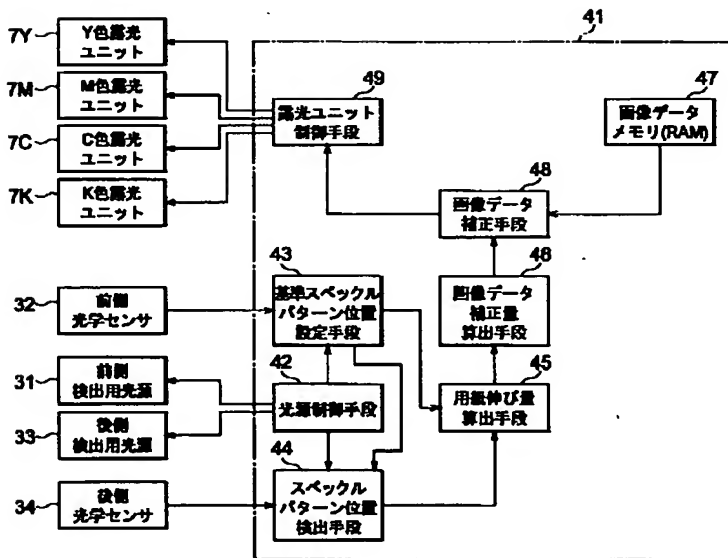 41
7Y
Y色露光
ユニット
7M
M色露光
ユニット
7C
C色露光
ユニット
7K
K色露光
ユニット
49
露光ユニット
制御手段
47
画像データ
メモリ(RAM)
48
画像データ
補正手段
43
基準スペックル
パターン位置
設定手段
46
画像データ
補正量
算出手段
32
前側
光学センサ
31
前側
検出用光源
42
光源制御手段
45
用紙伸び量
算出手段
33
後側
検出用光源
44
スペックル
パターン位置
検出手段
34
後側
光学センサ